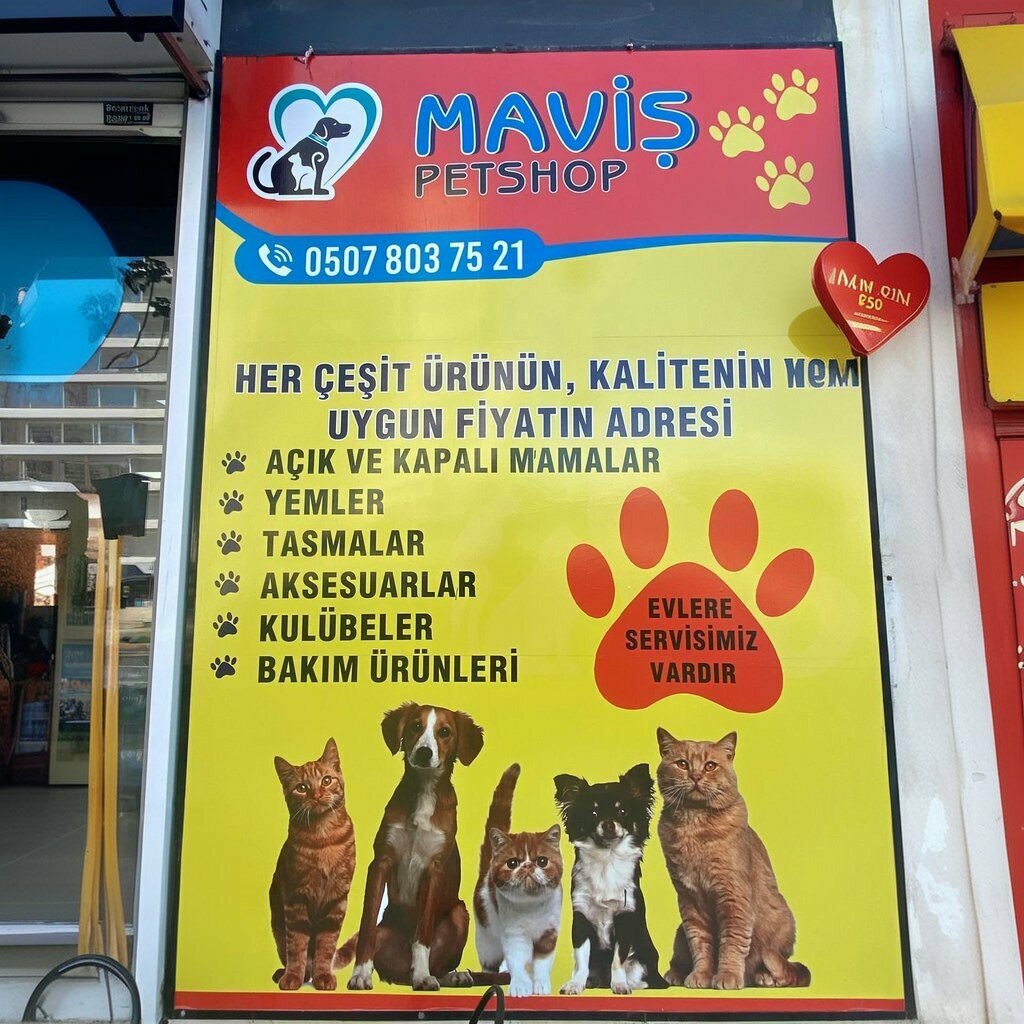 MAVİŞ
PETSHOP
0507 803 75 21
HER ÇEŞİT ÜRÜNÜN, KALİTENİN
UYGUN FİYATIN ADRESİ
AÇIK VE KAPALI MAMALAR
YEMLER
TASMALAR
AKSESUARLAR
KULÜBELER
BAKIM ÜRÜNLERİ
EVLERE
SERVİSİMİZ
VARDIR